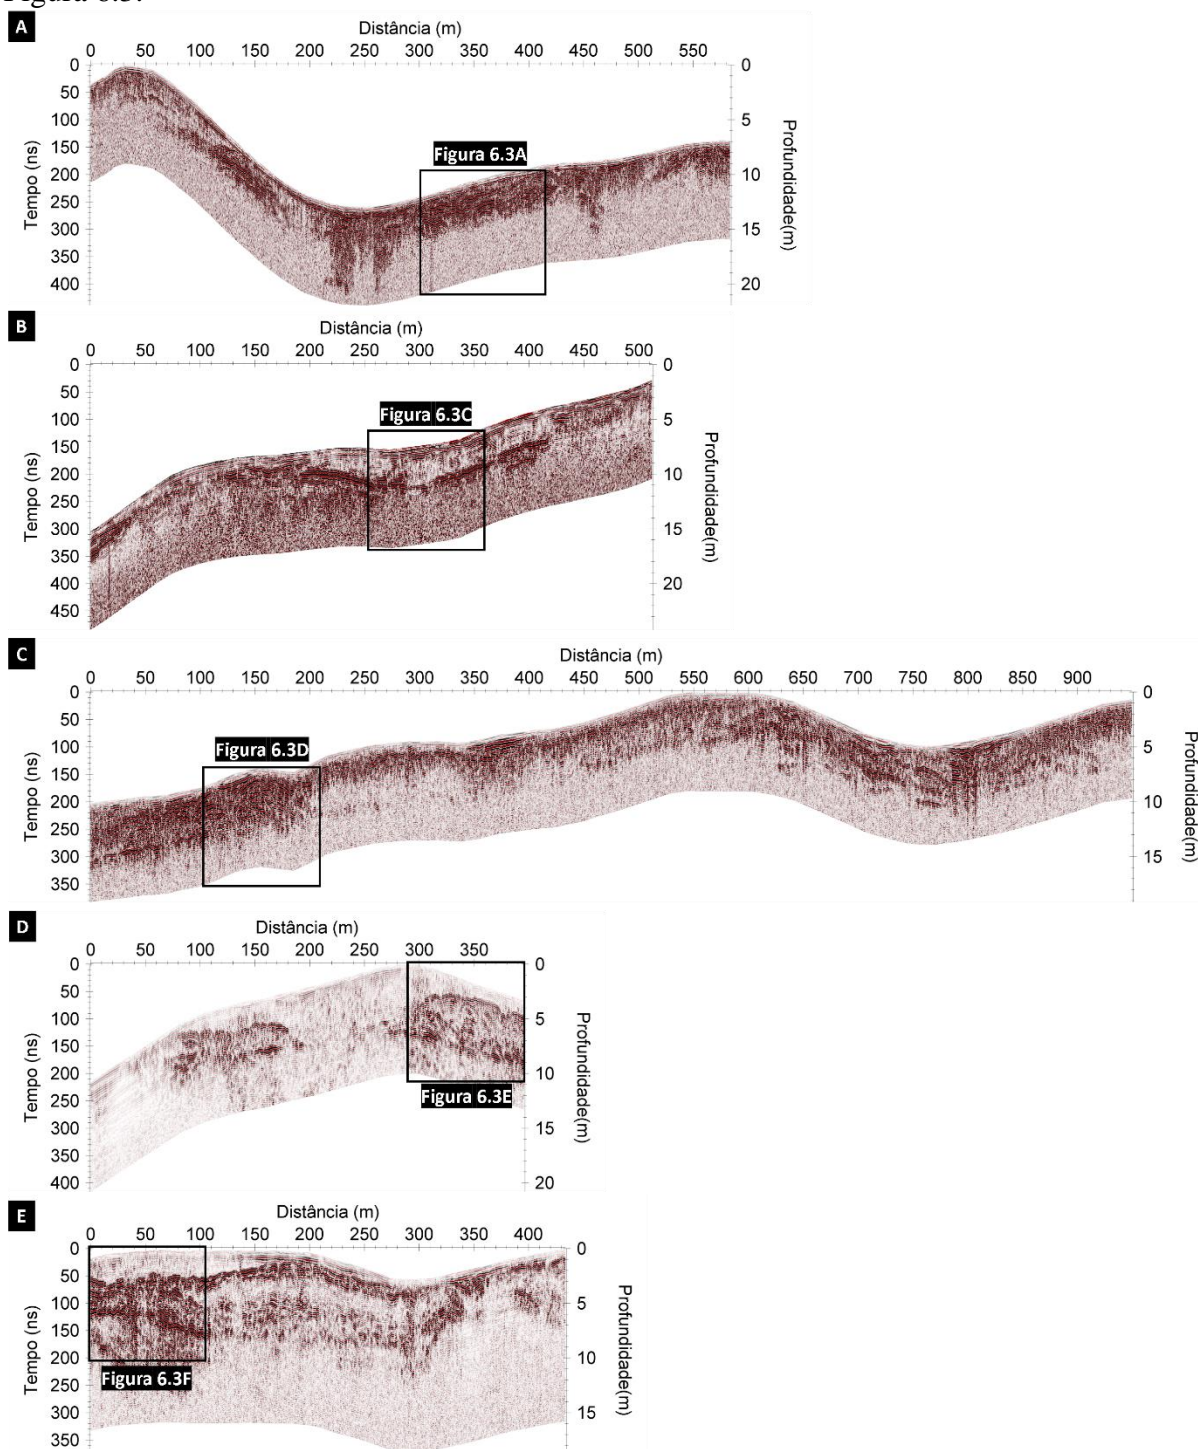 Figura 6.3.
A
Distância (m)
0 50 100 150 200 250 300 350 400 450 500 550
0 50 100 150 200 250 300 350 400
Tempo (ns)
Figura 6.3A
0 5 10 15 20
Profundidade(m)
B
Distância (m)
0 50 100 150 200 250 300 350 400 450 500
0 50 100 150 200 250 300 350 400 450
Tempo (ns)
Figura 6.3C
0 5 10 15 20
Profundidade(m)
C
Distância (m)
0 50 100 150 200 250 300 350 400 450 500 550 600 650 700 750 800 850 900
0 50 100 150 200 250 300 350
Tempo (ns)
Figura 6.3D
0 5 10 15
Profundidade(m)
D
Distância (m)
0 50 100 150 200 250 300 350
0 50 100 150 200 250 300 350 400
Tempo (ns)
Figura 6.3E
0 5 10 15 20
Profundidade(m)
E
Distância (m)
0 50 100 150 200 250 300 350 400
0 50 100 150 200 250 300 350
Tempo (ns)
Figura 6.3F
0 5 10 15
Profundidade(m)